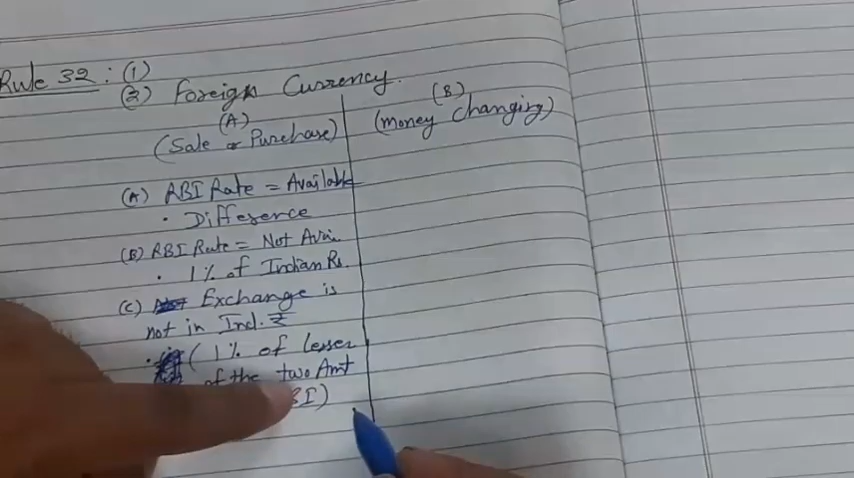 Rule 32 : (1)
(2) Foreign Currency.
(A) (B)
(Sale or Purchase) (Money changing)
(A) RBI Rate = Available
• Difference
(B) RBI Rate = Not Avai.
• 1% of Indian Rs.
(C) Exchange is
not in Ind. ₹
• (1% of lesser
of the two Amt
BI)